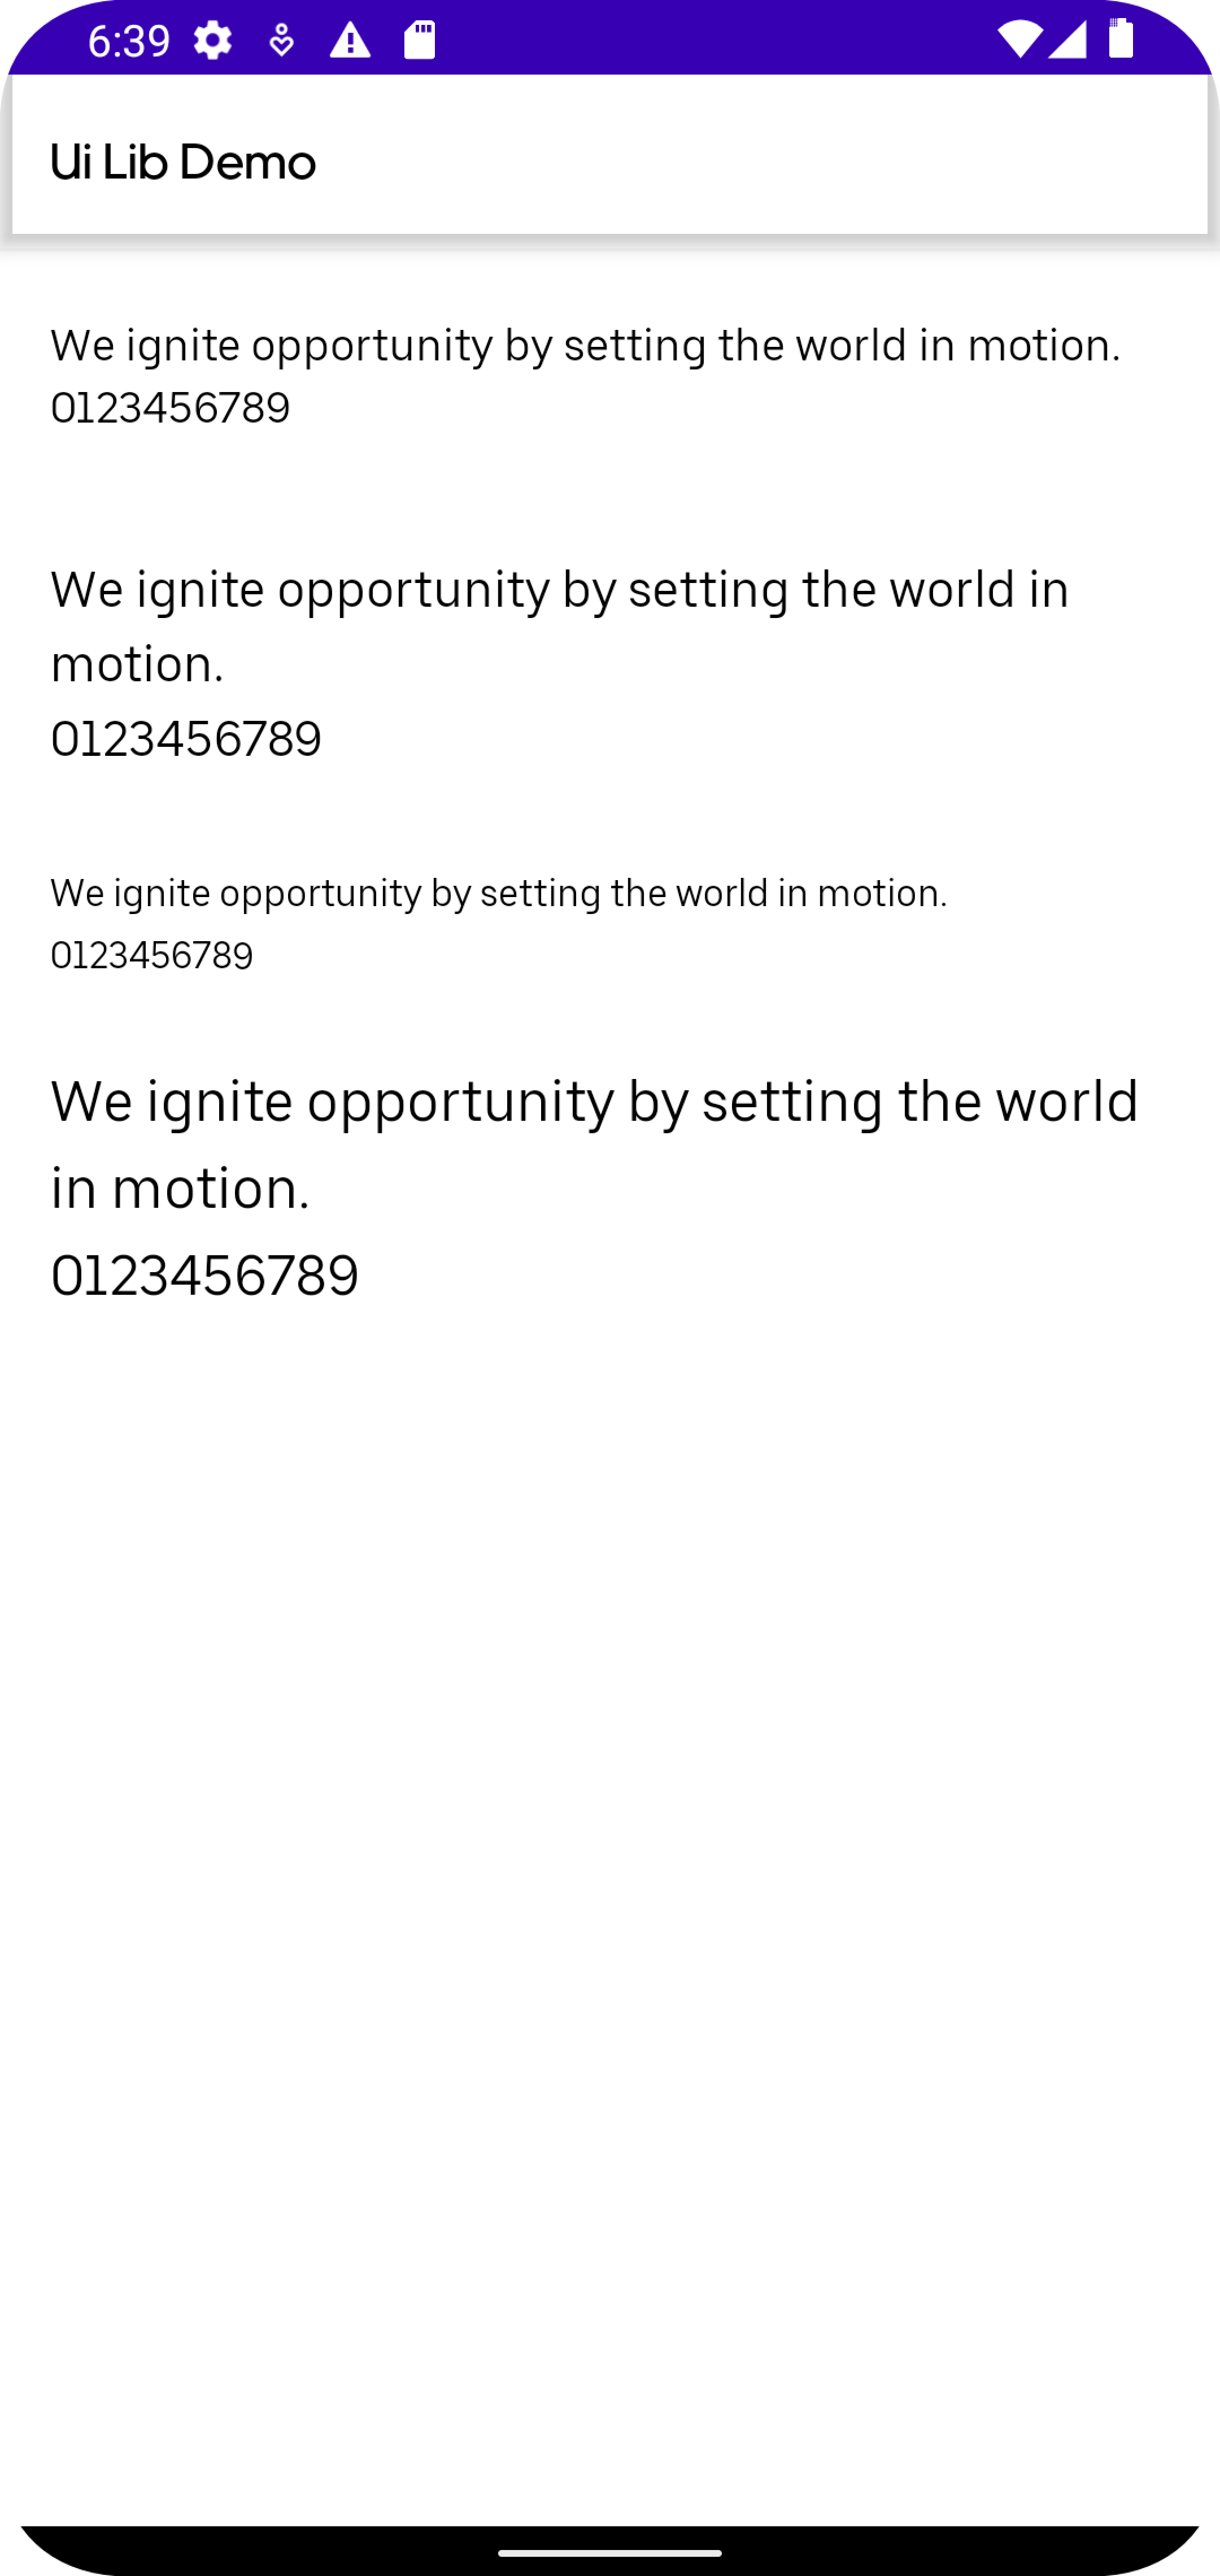 6:39
Ui Lib Demo
We ignite opportunity by setting the world in motion.
0123456789
We ignite opportunity by setting the world in
motion.
0123456789
We ignite opportunity by setting the world in motion.
0123456789
We ignite opportunity by setting the world
in motion.
0123456789